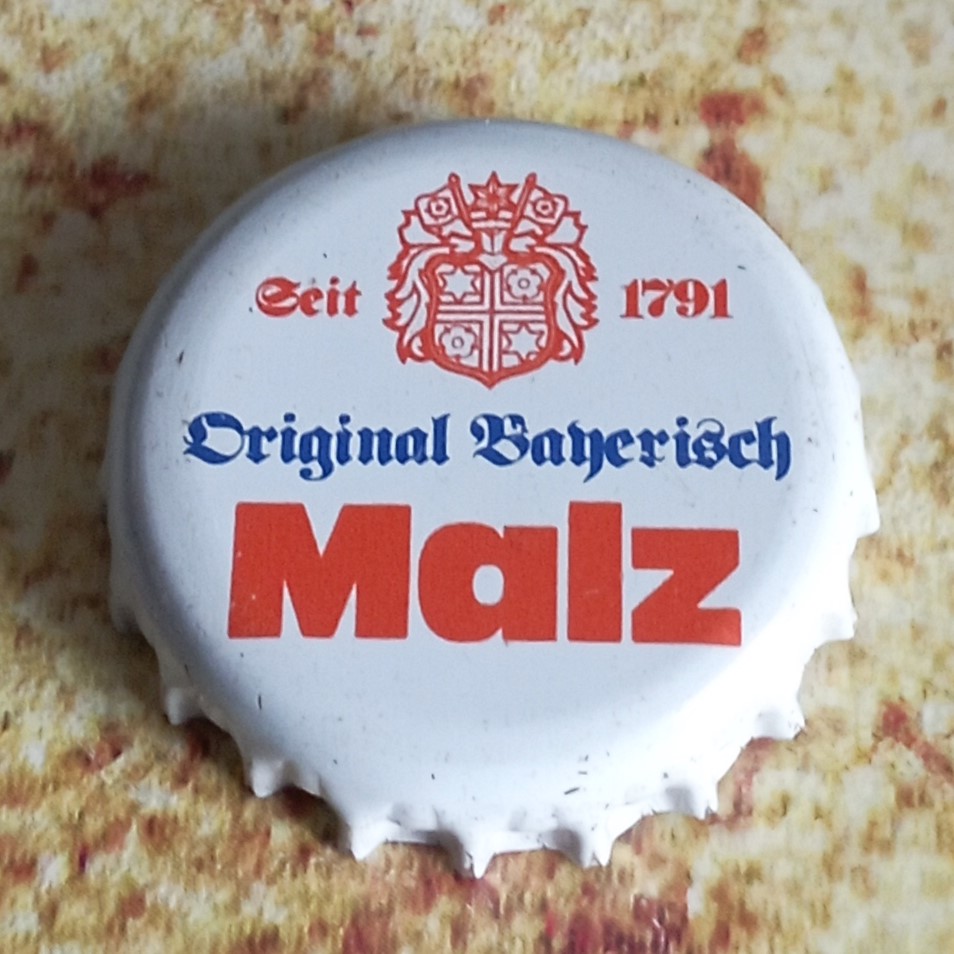 Seit 1791
Original Bayerisch
Malz